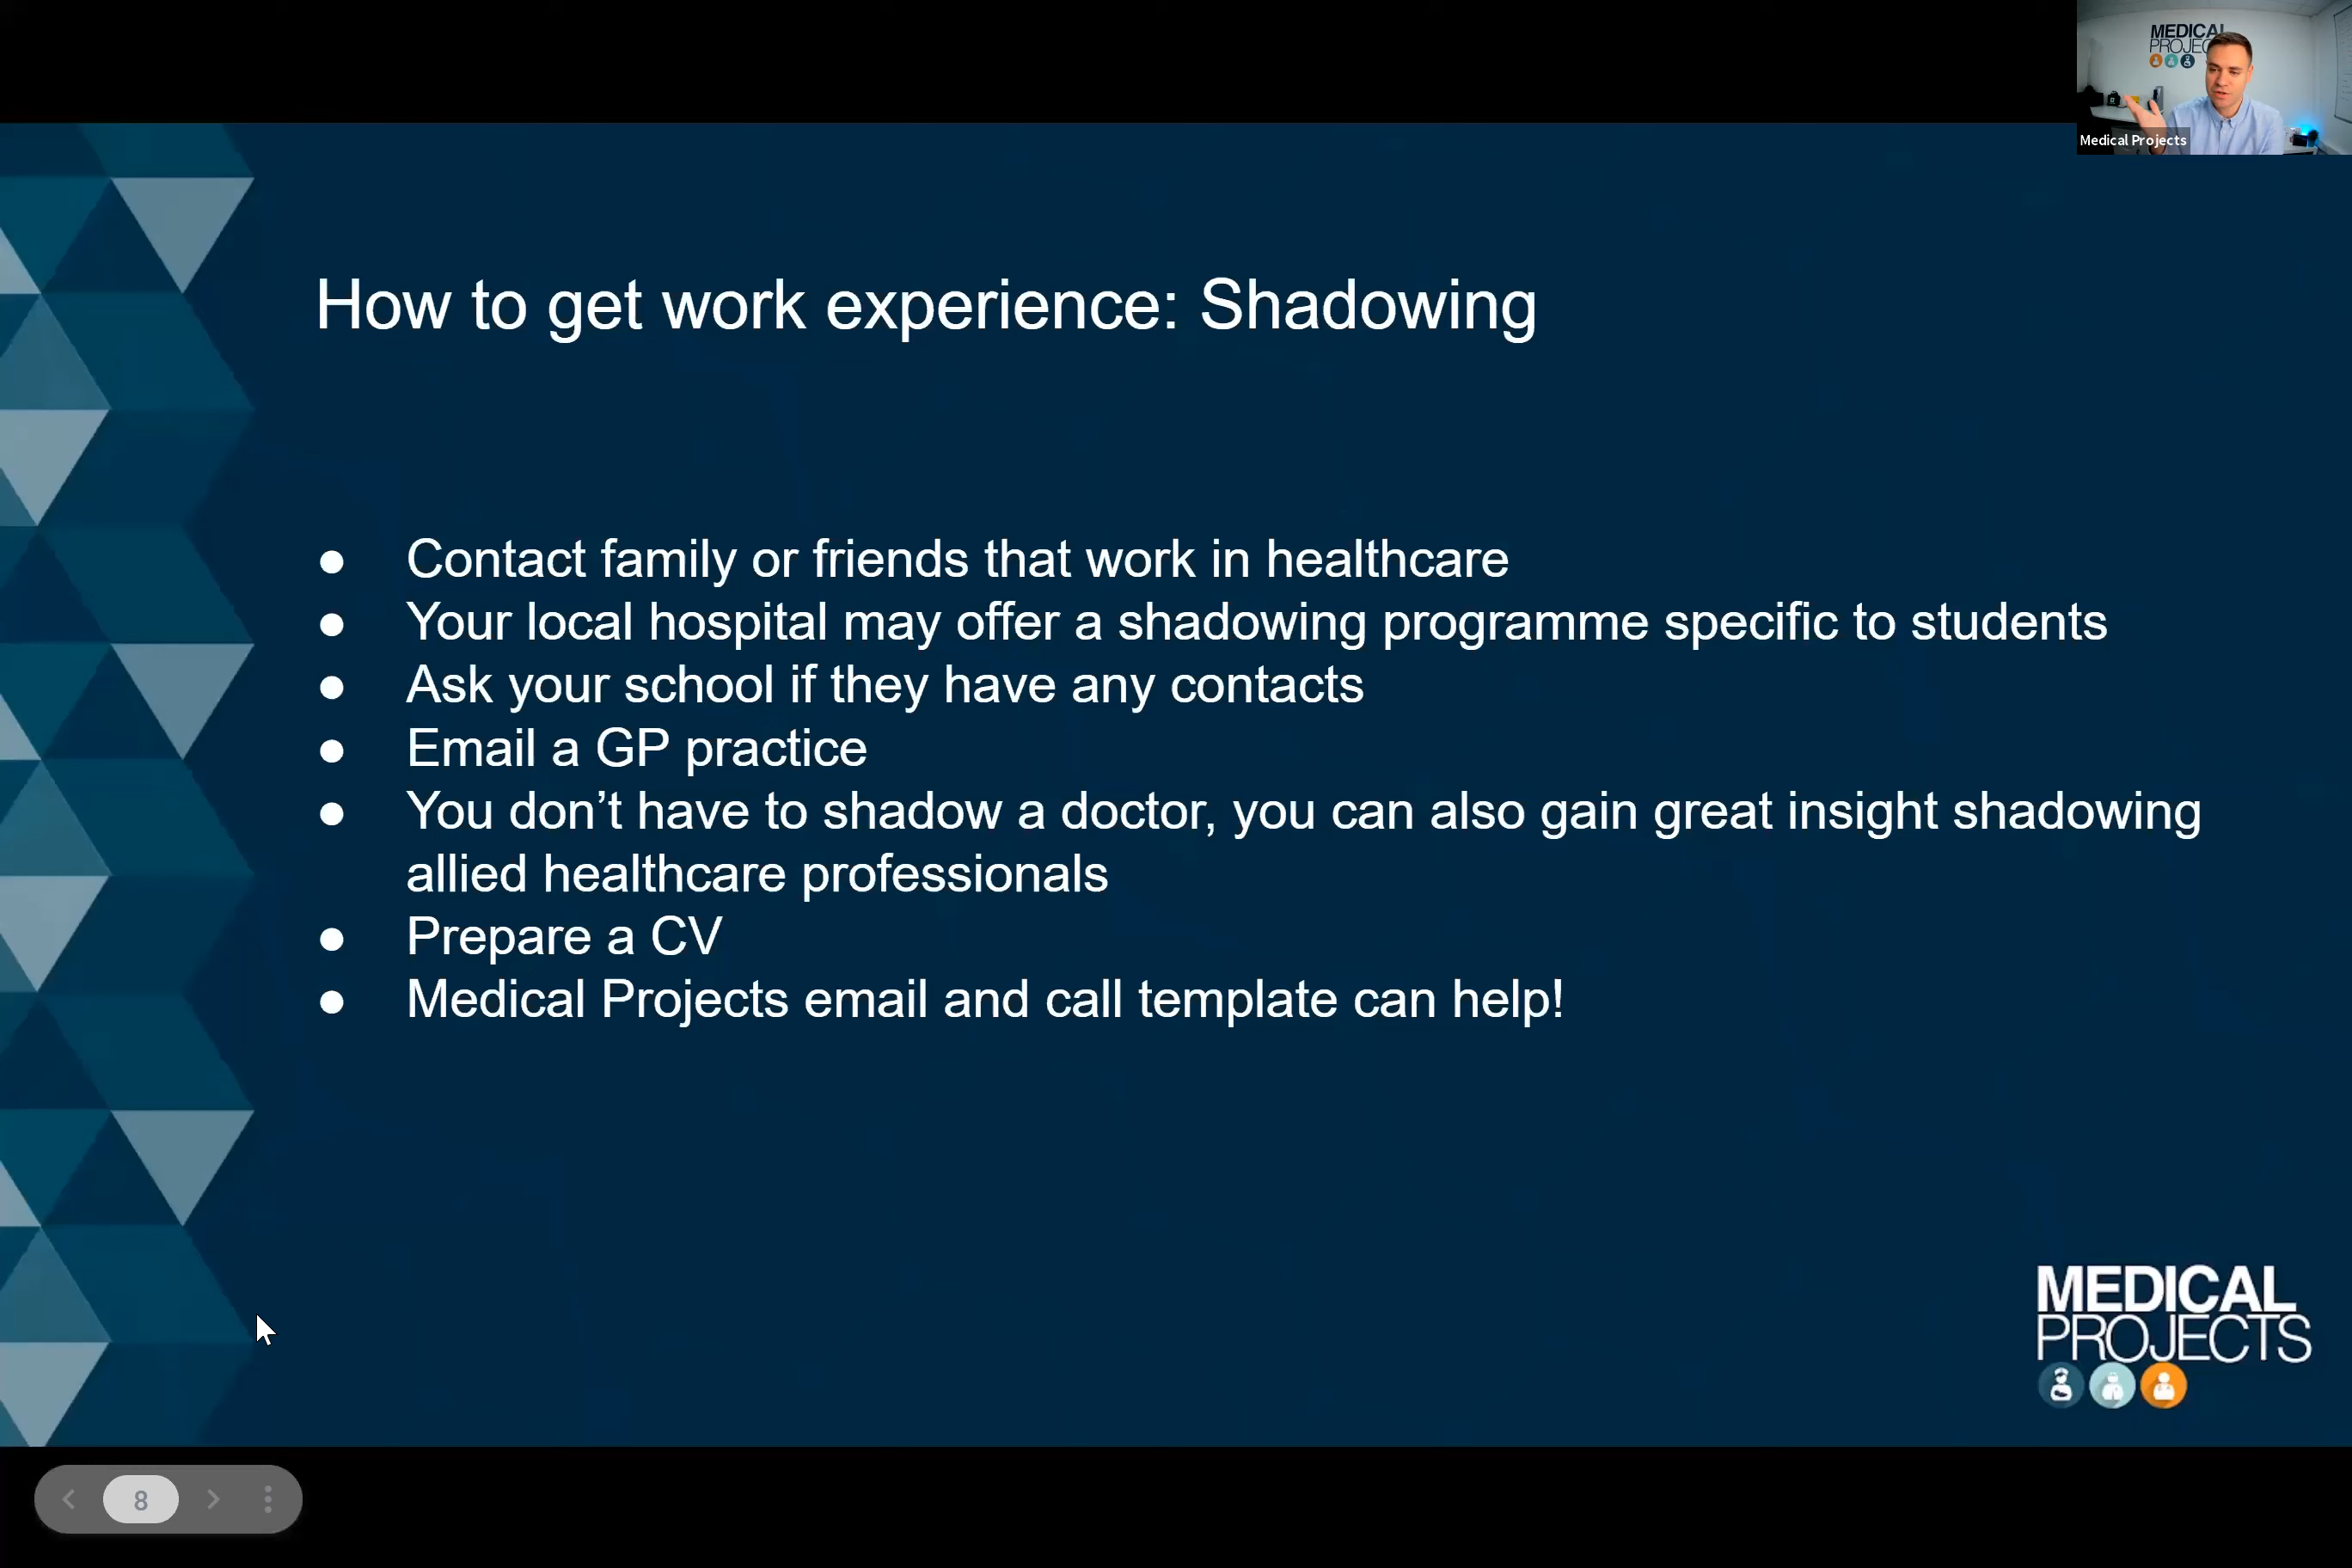 MEDICAL
Medical Projects
How to get work experience: Shadowing
● Contact family or friends that work in healthcare
● Your local hospital may offer a shadowing programme specific to students
● Ask your school if they have any contacts
● Email a GP practice
● You don’t have to shadow a doctor, you can also gain great insight shadowing
allied healthcare professionals
● Prepare a CV
● Medical Projects email and call template can help!
MEDICAL
PROJECTS
8